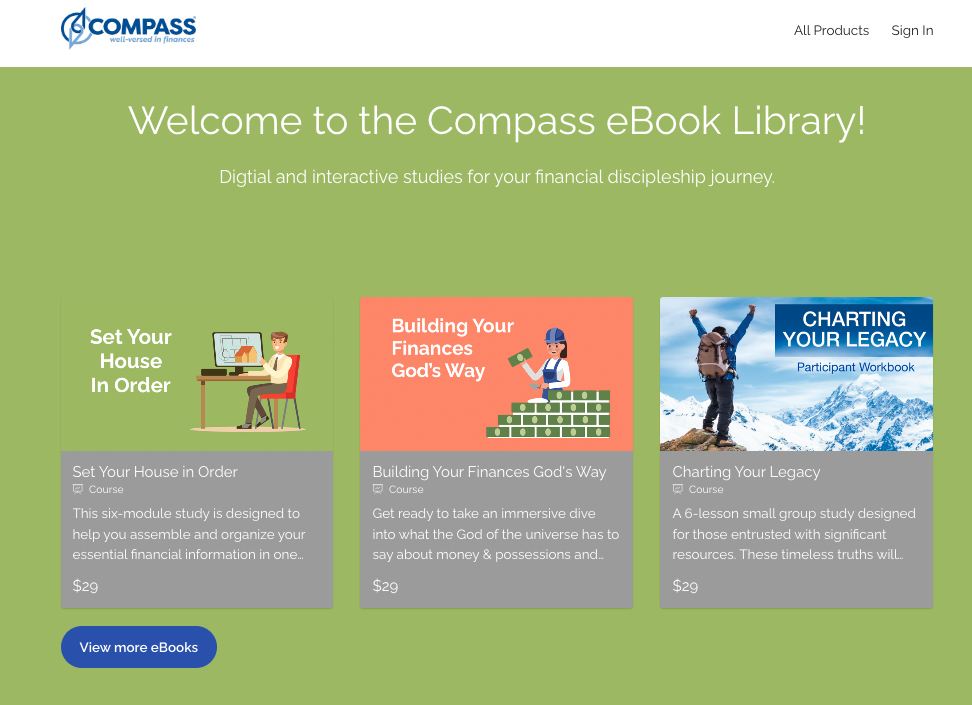 COMPASS
well-versed in finances
All Products
Sign In
Welcome to the Compass eBook Library!
Digtial and interactive studies for your financial discipleship journey.
Set Your
House
In Order
Set Your House in Order
Course
This six-module study is designed to
help you assemble and organize your
essential financial information in one…
$29
Building Your
Finances
God's Way
Building Your Finances God's Way
Course
Get ready to take an immersive dive
into what the God of the universe has to
say about money & possessions and…
$29
CHARTING
YOUR LEGACY
Participant Workbook
Charting Your Legacy
Course
A 6-lesson small group study designed
for those entrusted with significant
resources. These timeless truths will…
$29
View more eBooks